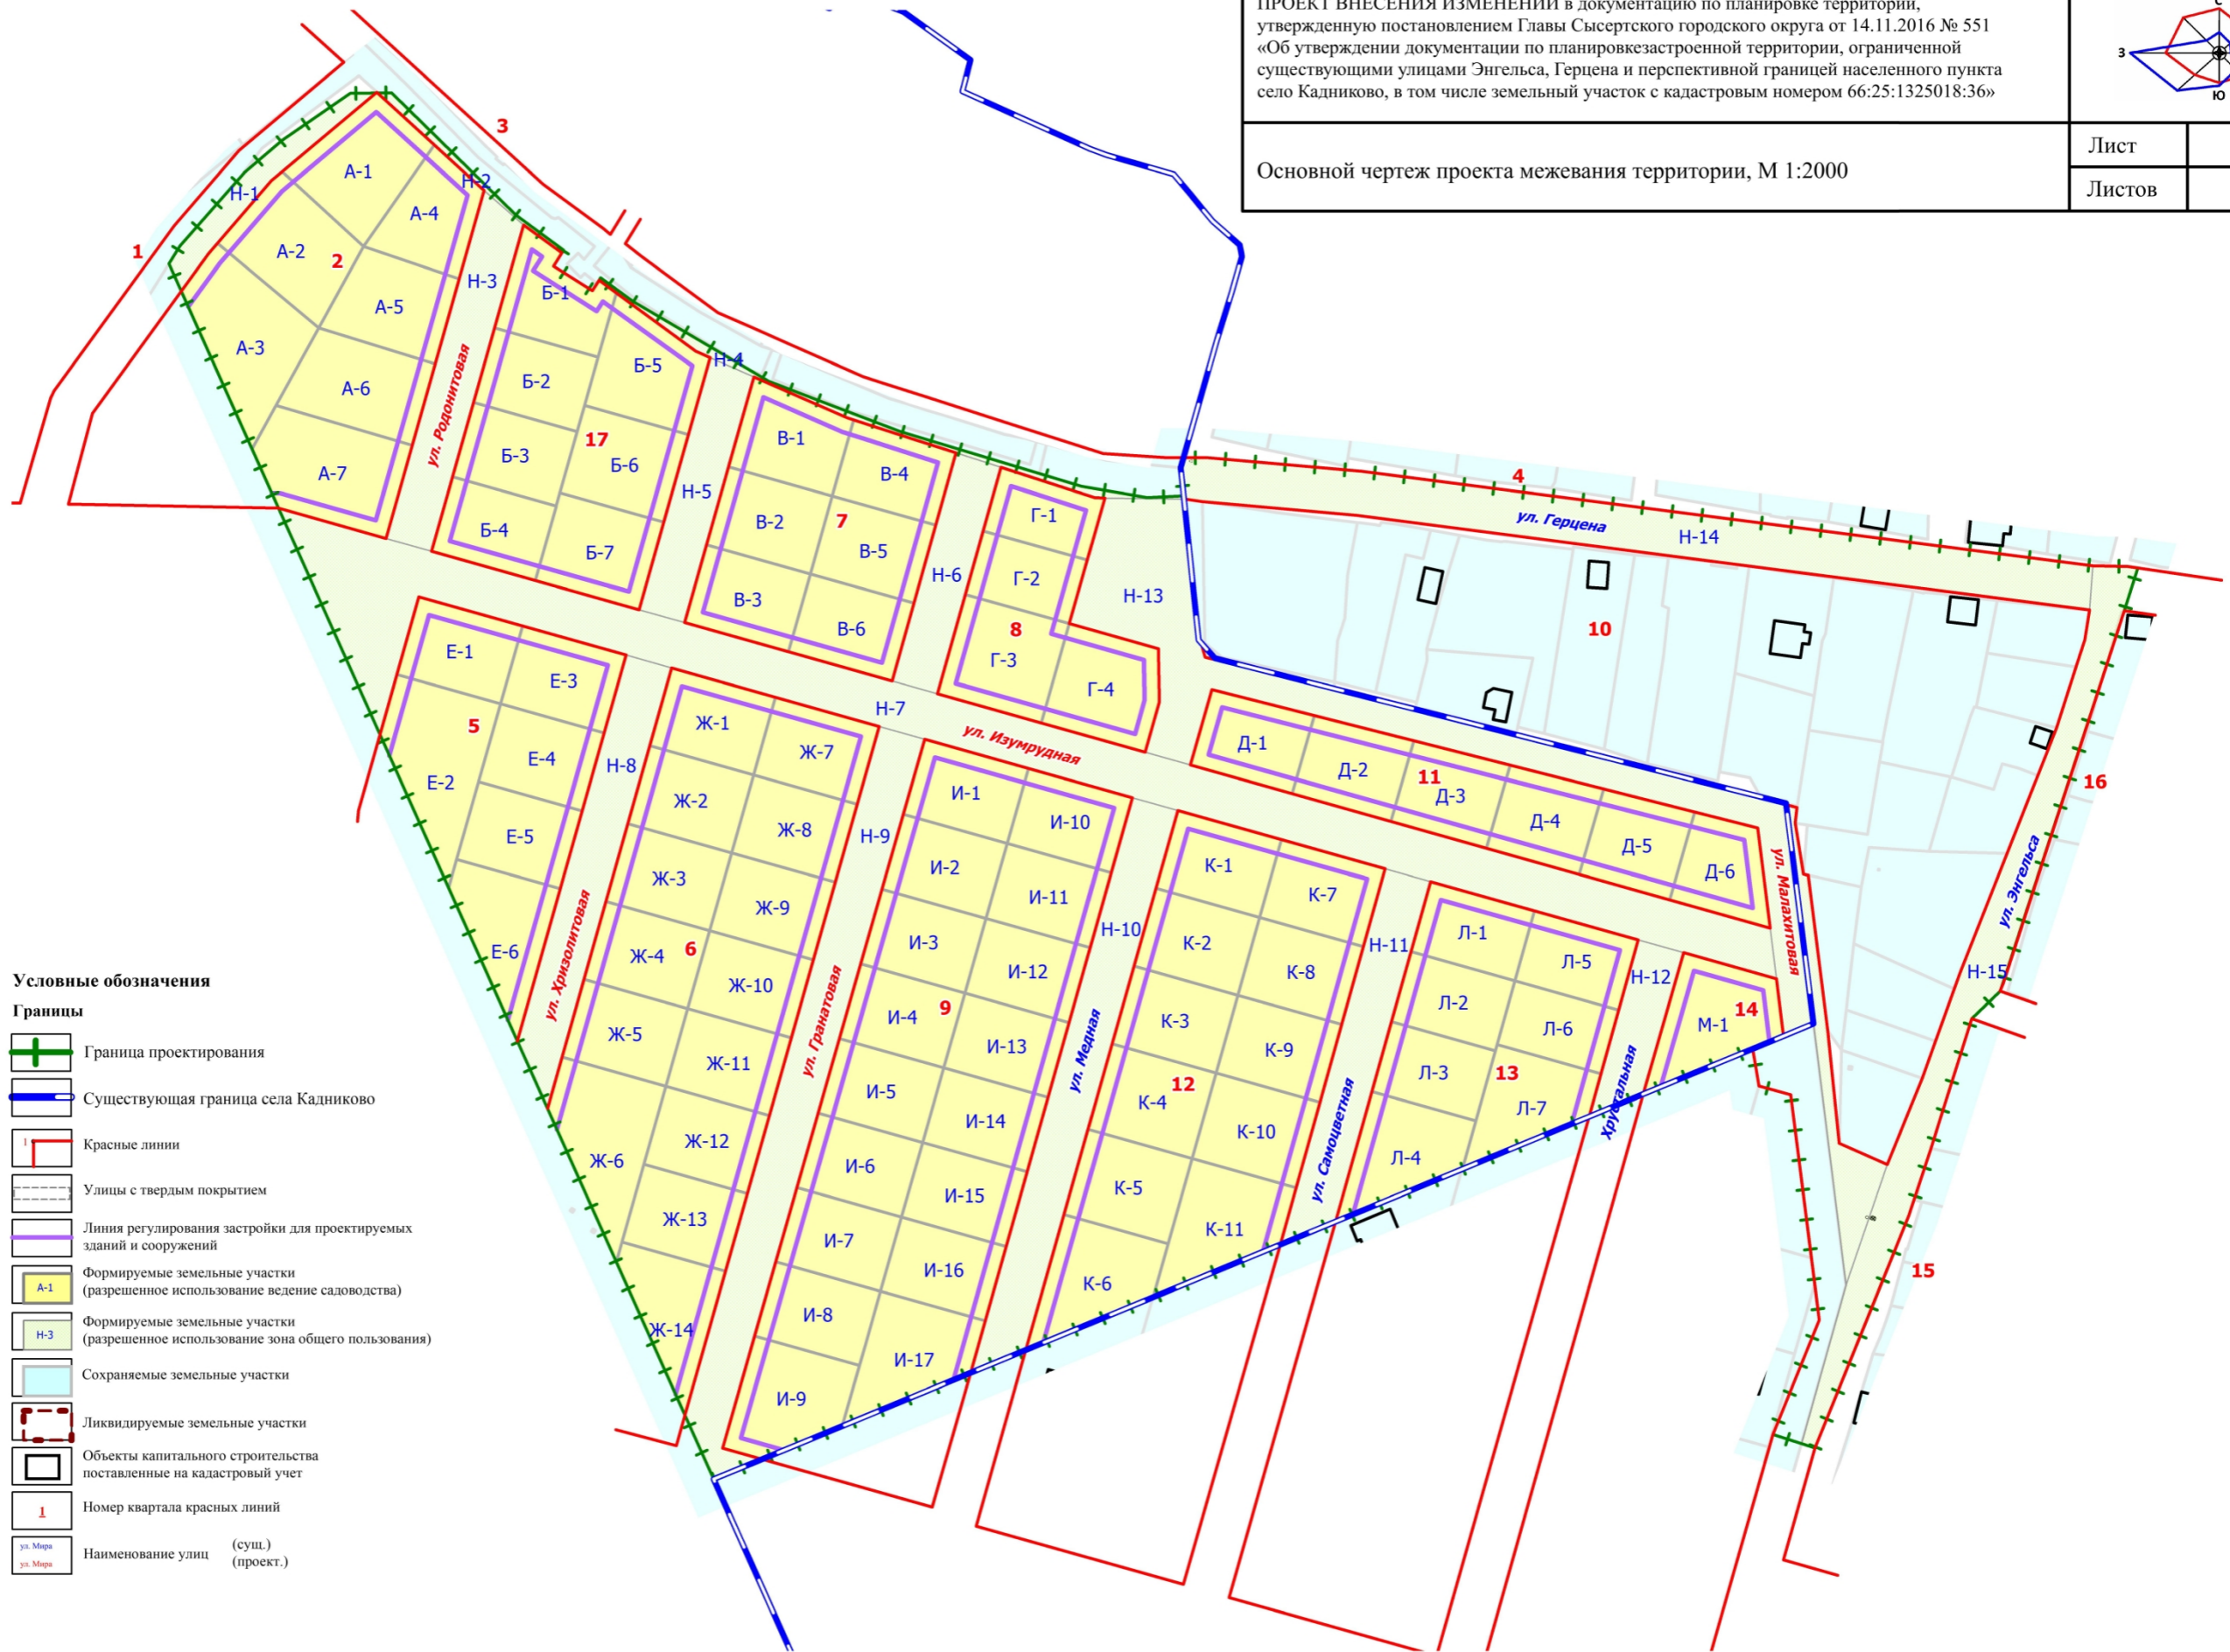 ПРОЕКТ ВНЕСЕНИЯ ИЗМЕНЕНИЙ в документацию по планировке территории,
утвержденную постановлением Главы Сысертского городского округа от 14.11.2016 № 551
«Об утверждении документации по планировкезастроенной территории, ограниченной
существующими улицами Энгельса, Герцена и перспективной границей населенного пункта
село Кадниково, в том числе земельный участок с кадастровым номером 66:25:1325018:36»
С
З
Ю
Основной чертеж проекта межевания территории, М 1:2000
Лист
Листов
3
А-1
Н-2
Н-1
А-4
1
А-2
2
Н-3
Б-1
А-5
А-3
Н-4
Б-5
Б-2
А-6
ул. Родонитовая
17
В-1
Б-3
Б-6
А-7
В-4
4
Н-5
Г-1
В-2
7
ул. Герцена
Б-4
Н-14
Б-7
В-5
Н-6
Г-2
Н-13
В-3
В-6
8
10
Е-1
Г-3
Е-3
Г-4
Н-7
5
Ж-1
ул. Изумрудная
Д-1
Ж-7
Е-4
Н-8
Д-2
11
Е-2
16
И-1
Д-3
Ж-2
И-10
Д-4
Ж-8
Н-9
Е-5
Д-5
К-1
И-2
Д-6
Ж-3
К-7
ул. Энгельса
И-11
Ж-9
ул. Малахитовая
Н-10
Л-1
И-3
К-2
Н-11
6
Е-6
Ж-4
ул. Хризолитовая
Л-5
И-12
К-8
Н-15
Н-12
Ж-10
Л-2
9
14
И-4
К-3
М-1
Л-6
Ж-5
ул. Гранатовая
И-13
К-9
ул. Медная
Ж-11
Л-3
13
12
И-5
К-4
Л-7
Хрустальная
И-14
К-10
Ж-12
ул. Самоцветная
Л-4
Ж-6
И-6
К-5
И-15
Ж-13
К-11
И-7
И-16
15
К-6
И-8
Ж-14
И-17
И-9
Условные обозначения
Границы
Граница проектирования
Существующая граница села Кадниково
1
Красные линии
Улицы с твердым покрытием
Линия регулирования застройки для проектируемых
зданий и сооружений
А-1
Формируемые земельные участки
(разрешенное использование ведение садоводства)
Н-3
Формируемые земельные участки
(разрешенное использование зона общего пользования)
Сохраняемые земельные участки
Ликвидируемые земельные участки
Объекты капитального строительства
поставленные на кадастровый учет
1
Номер квартала красных линий
ул. Мира
ул. Мира
Наименование улиц
(сущ.)
(проект.)